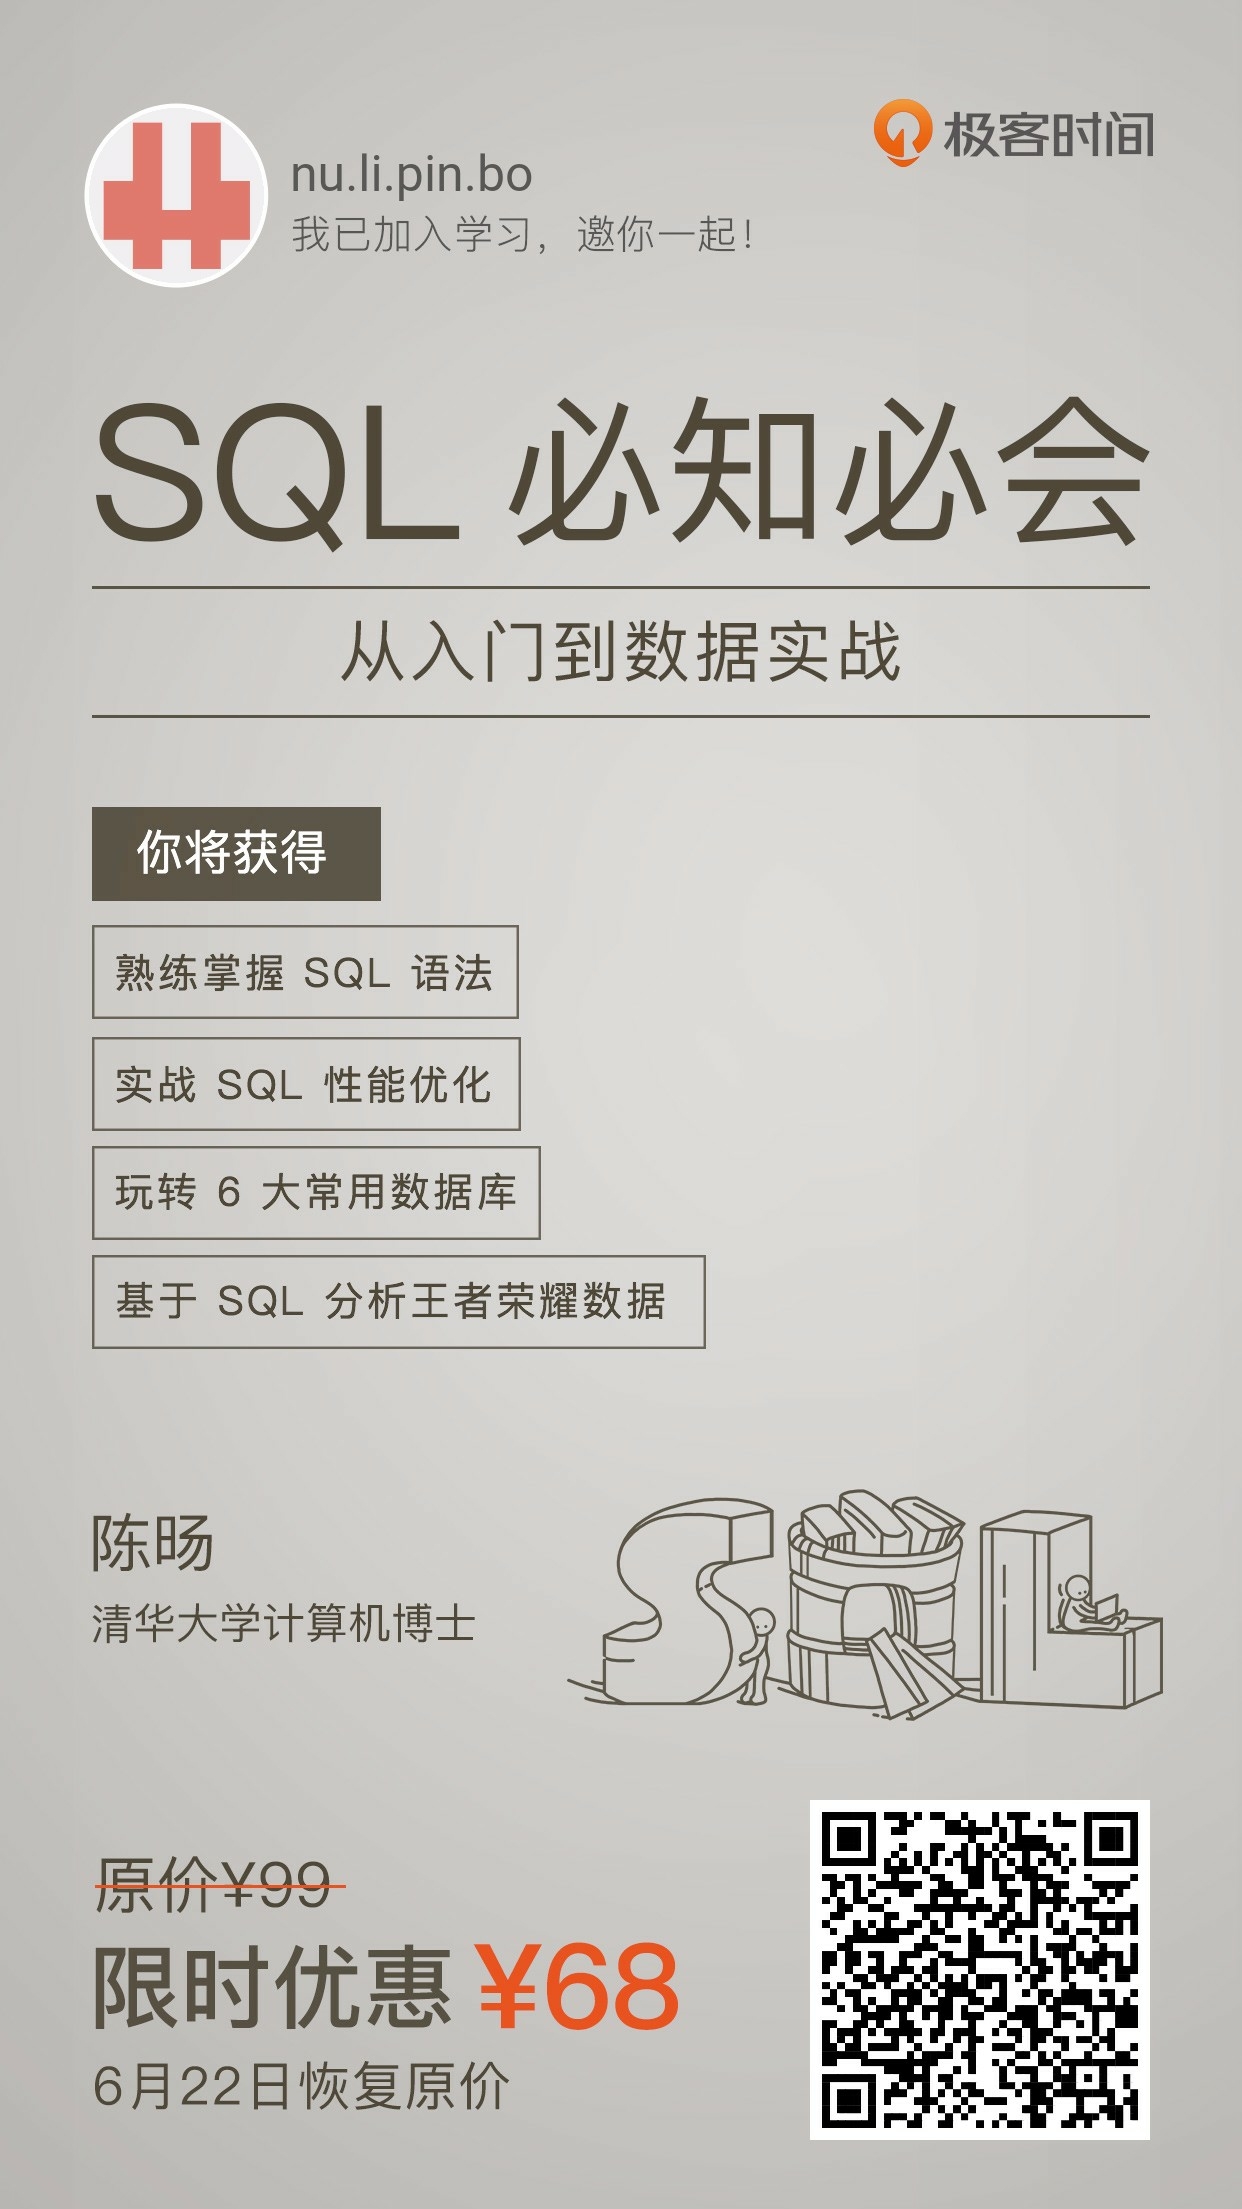 极客时间
nu.li.pin.bo
我已加入学习，邀你一起！
SQL 必知必会
从入门到数据实战
你将获得
熟练掌握 SQL 语法
实战 SQL 性能优化
玩转 6 大常用数据库
基于 SQL 分析王者荣耀数据
陈旸
清华大学计算机博士
SQL
原价¥99
限时优惠 ¥68
6月22日恢复原价